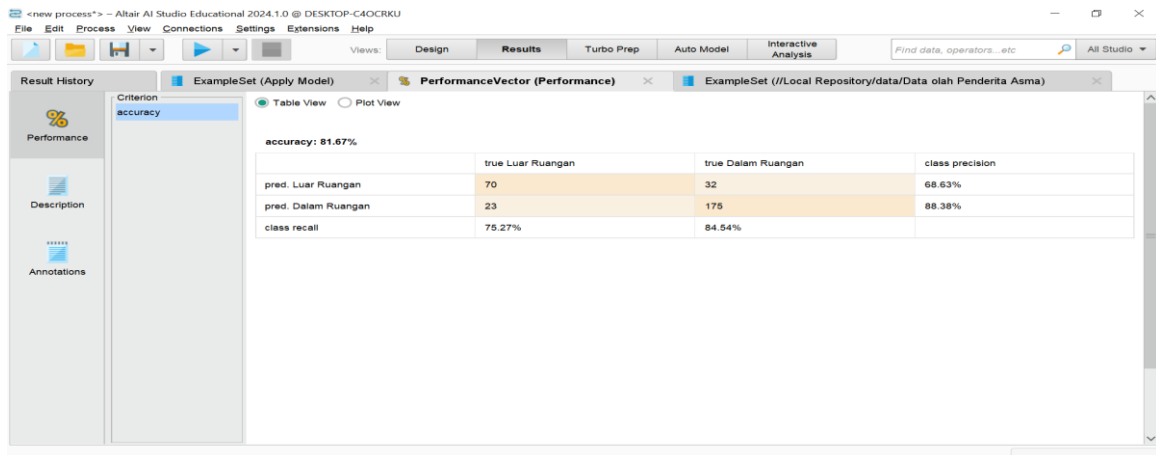 <new process*> – Altair AI Studio Educational 2024.1.0 @ DESKTOP-C4OCRKU
File Edit Process View Connections Settings Extensions Help
Views: Design Results Turbo Prep Auto Model Interactive Analysis Find data, operators...etc All Studio
Result History ExampleSet (Apply Model) PerformanceVector (Performance) ExampleSet (//Local Repository/data/Data olah Penderita Asma)
Criterion
accuracy
Performance
Description
Annotations
Table View Plot View
accuracy: 81.67%
true Luar Ruangan true Dalam Ruangan class precision
pred. Luar Ruangan 70 32 68.63%
pred. Dalam Ruangan 23 175 88.38%
class recall 75.27% 84.54%